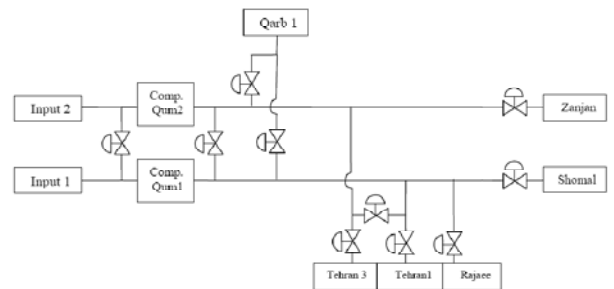 Qarb 1
Input 2
Comp.
Qum2
Zanjan
Input 1
Comp.
Qum1
Shomal
Tehran 3
Tehran1
Rajaee